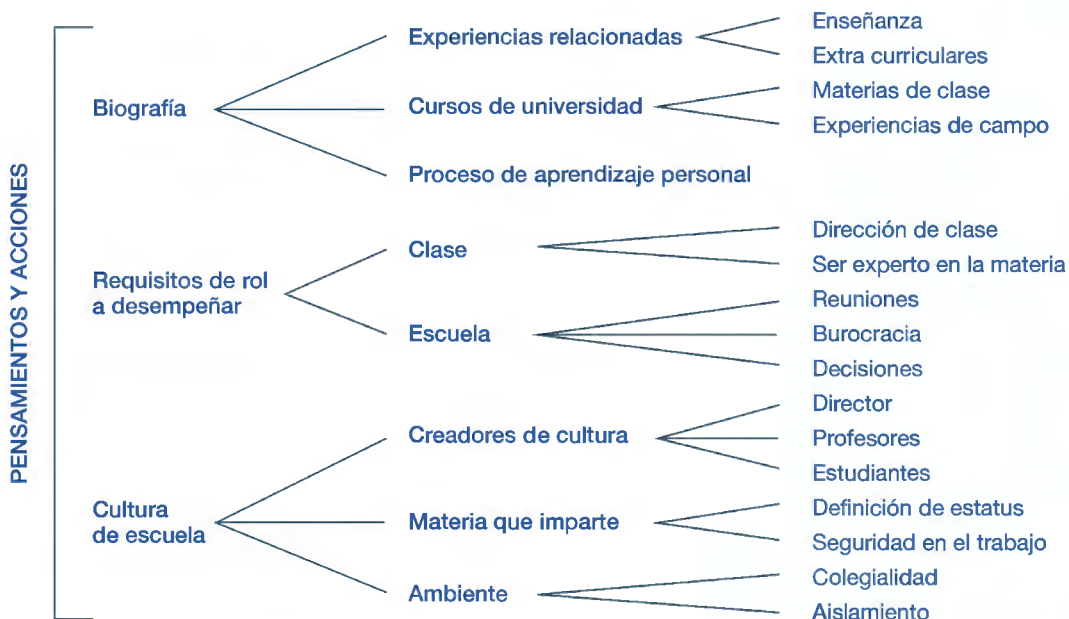 PENSAMIENTOS Y ACCIONES
Biografía
Experiencias relacionadas
Enseñanza
Extra curriculares
Cursos de universidad
Materias de clase
Experiencias de campo
Proceso de aprendizaje personal
Requisitos de rol
a desempeñar
Clase
Dirección de clase
Ser experto en la materia
Escuela
Reuniones
Burocracia
Decisiones
Cultura
de escuela
Creadores de cultura
Director
Profesores
Estudiantes
Materia que imparte
Definición de estatus
Seguridad en el trabajo
Ambiente
Colegialidad
Aislamiento